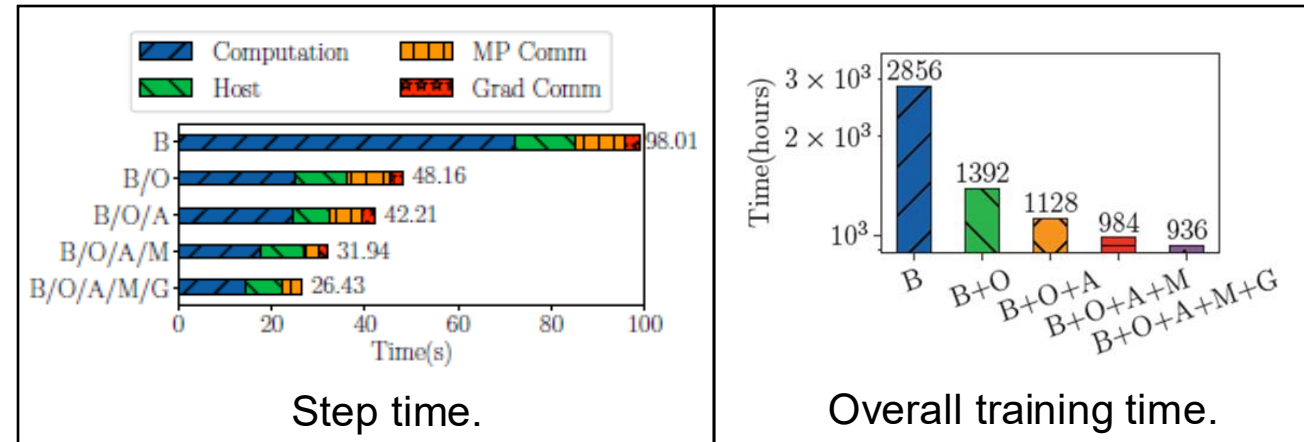 Computation MP Comm
Host Grad Comm
B 98.01
B/O 48.16
B/O/A 42.21
B/O/A/M 31.94
B/O/A/M/G 26.43
0 20 40 60 80 100
Time(s)
Step time.
Time(hours)
3 × 10³
2 × 10³
10³
2856
1392
1128
984
936
B
B+O
B+O+A
B+O+A+M
B+O+A+M+G
Overall training time.